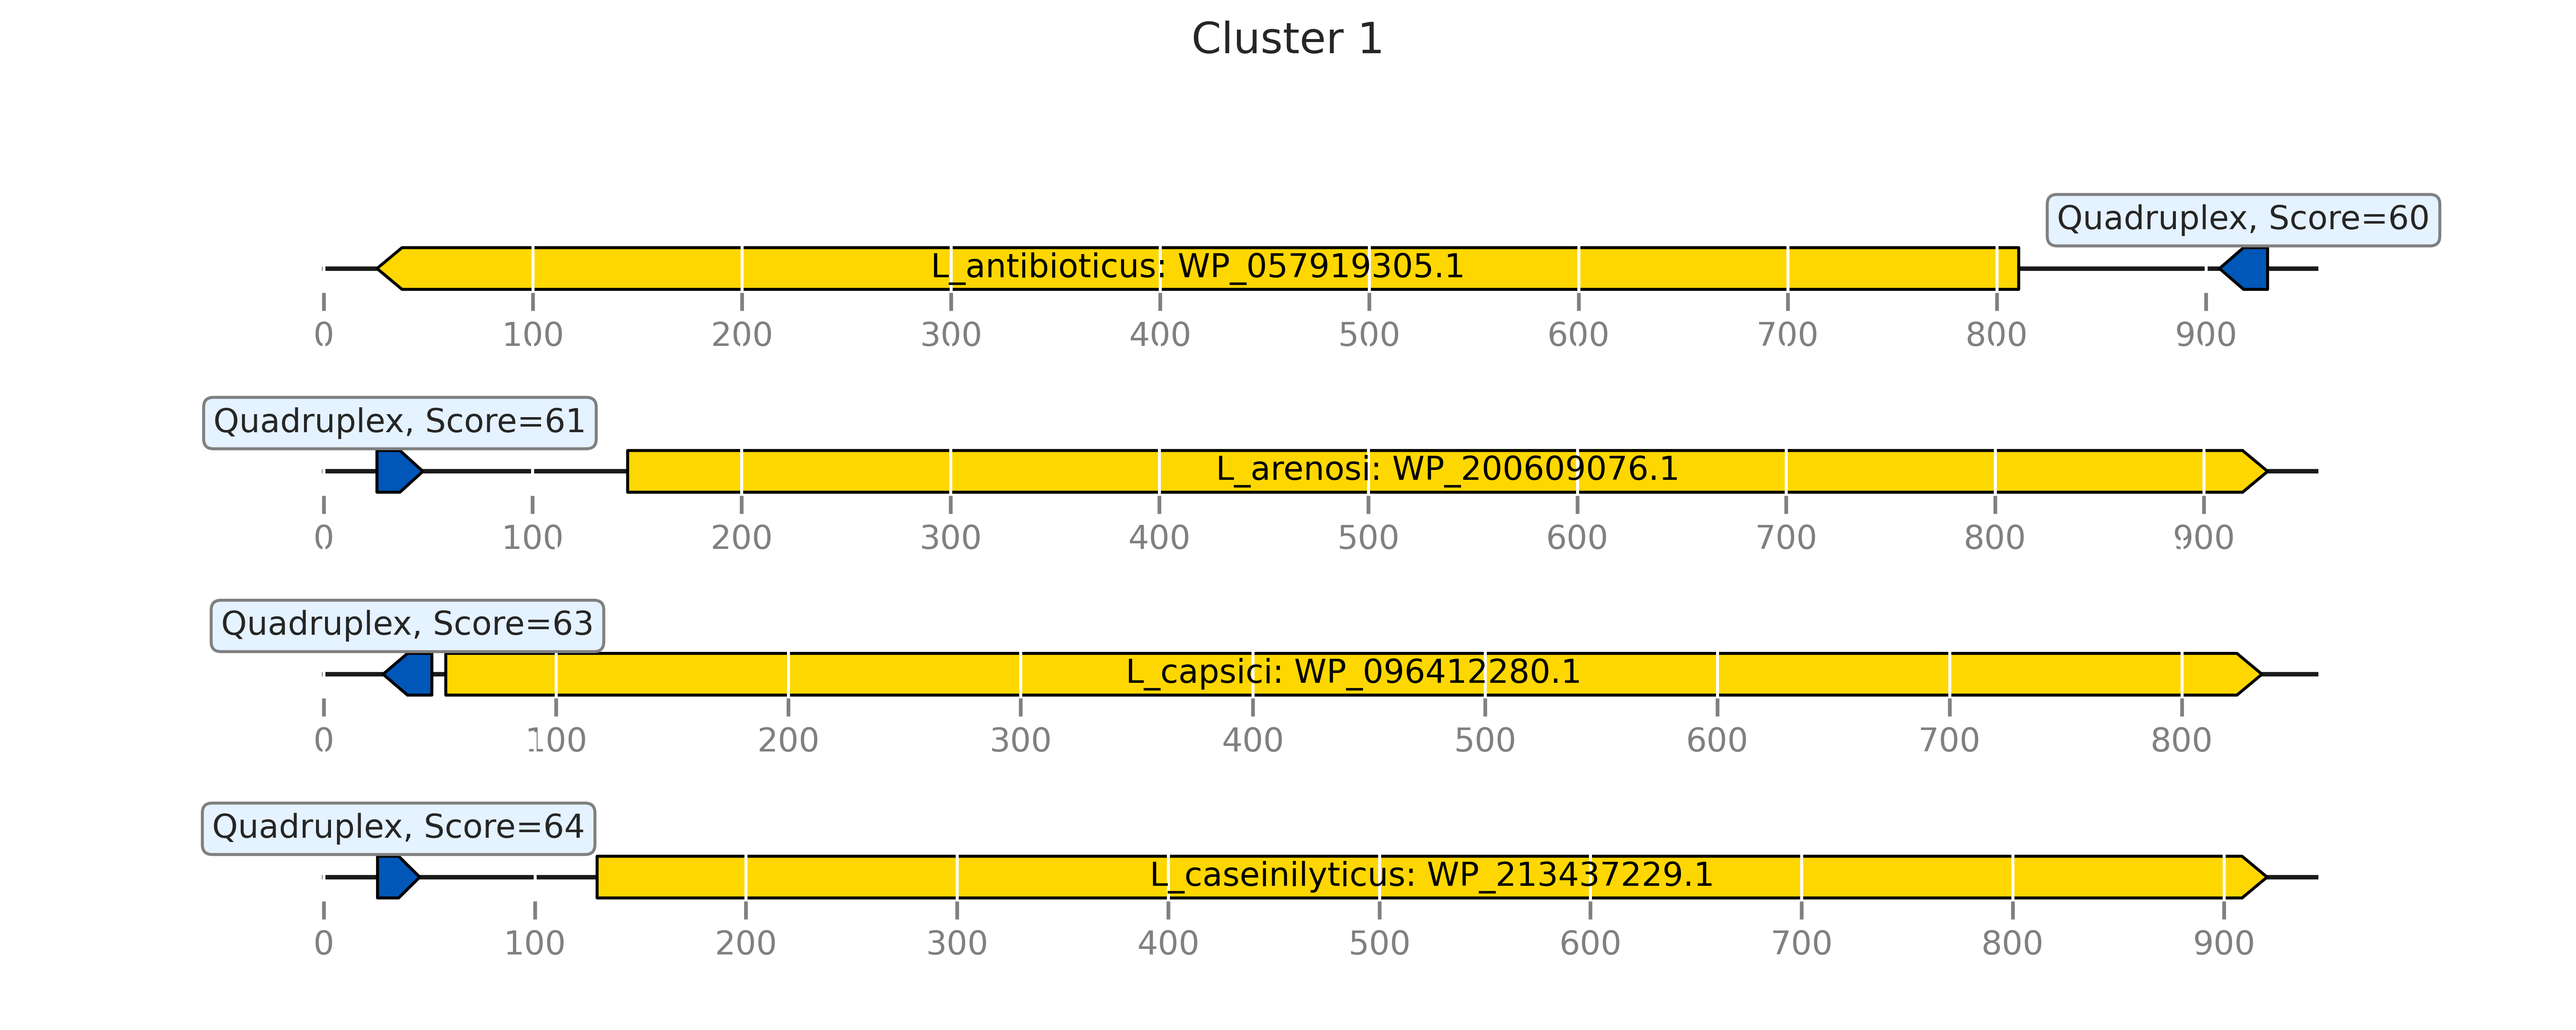 Cluster 1
Quadruplex, Score=60
L_antibioticus: WP_057919305.1
0 100 200 300 400 500 600 700 800 900
Quadruplex, Score=61
L_arenosi: WP_200609076.1
0 100 200 300 400 500 600 700 800 900
Quadruplex, Score=63
L_capsici: WP_096412280.1
0 100 200 300 400 500 600 700 800
Quadruplex, Score=64
L_caseinilyticus: WP_213437229.1
0 100 200 300 400 500 600 700 800 900